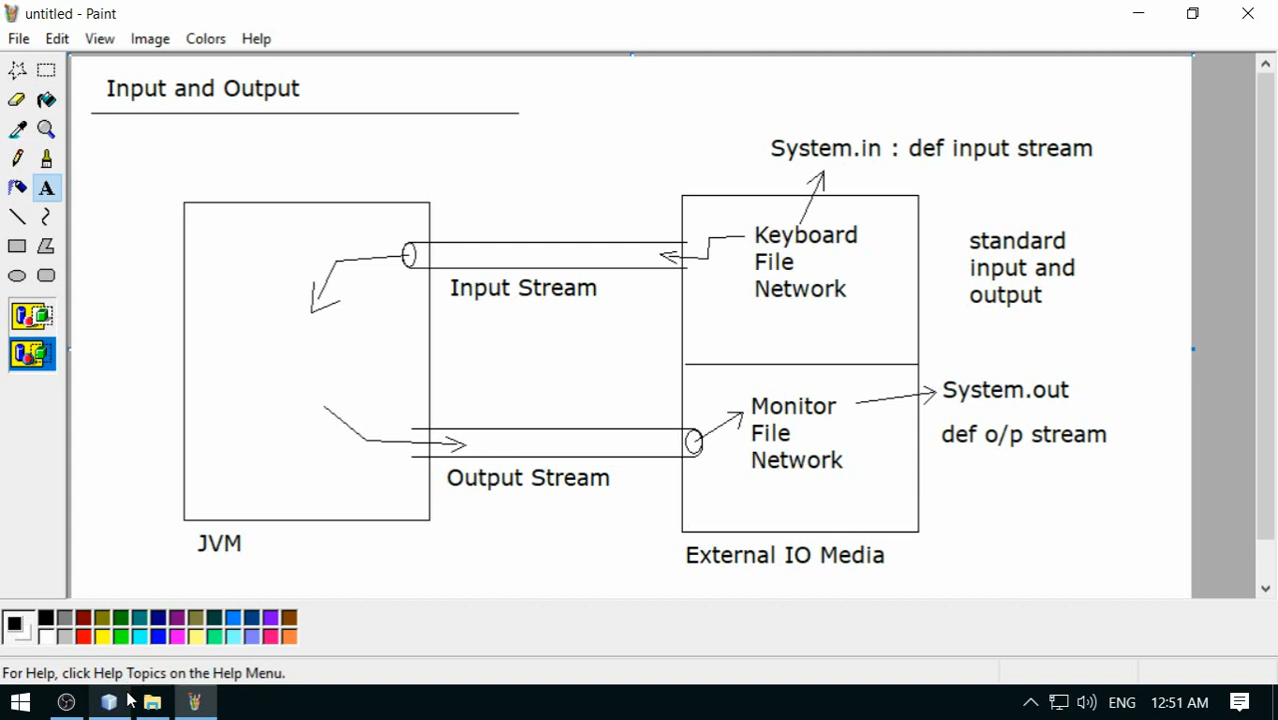 untitled - Paint
File Edit View Image Colors Help
Input and Output
System.in : def input stream
Keyboard
File
Network
standard
input and
output
Input Stream
Monitor
File
Network
System.out
def o/p stream
Output Stream
JVM
External IO Media
A
For Help, click Help Topics on the Help Menu.
ENG
12:51 AM